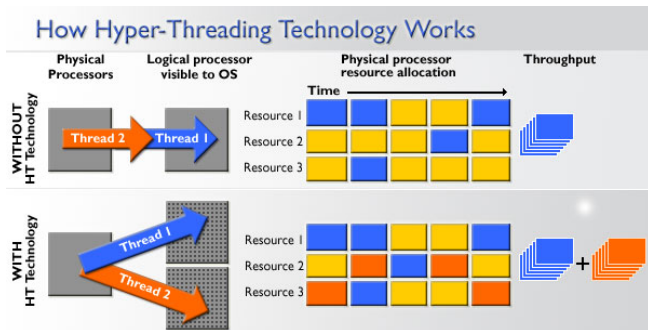 How Hyper-Threading Technology Works
Physical
Processors
Logical processor
visible to OS
Physical processor
resource allocation
Throughput
Time
WITHOUT
HT Technology
Thread 2
Thread 1
Resource 1
Resource 2
Resource 3
WITH
HT Technology
Thread 1
Thread 2
Resource 1
Resource 2
Resource 3
+